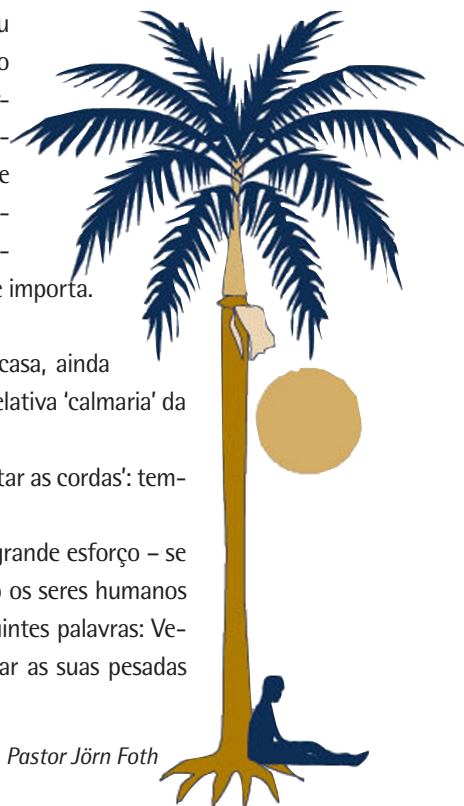 u
o
r-
-
e
-
-
e importa.
casa, ainda
elativa 'calmaria' da
tar as cordas': tem-
grande esforço – se
o os seres humanos
uintes palavras: Ve-
ar as suas pesadas
Pastor Jörn Foth